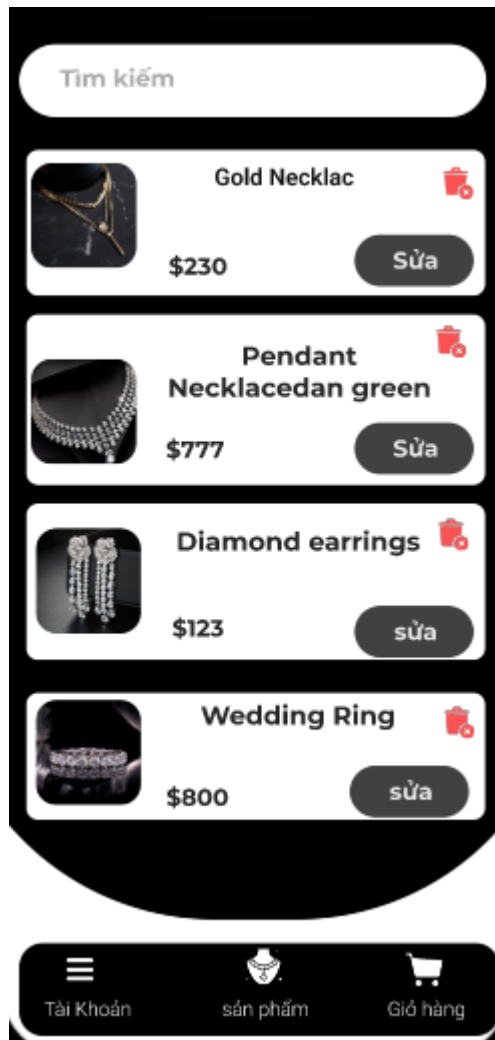 Tìm kiếm
Gold Necklac
$230
Sửa
Pendant
Necklacedan green
$777
Sửa
Diamond earrings
$123
sửa
Wedding Ring
$800
sửa
Tài Khoản
sản phẩm
Giỏ hàng